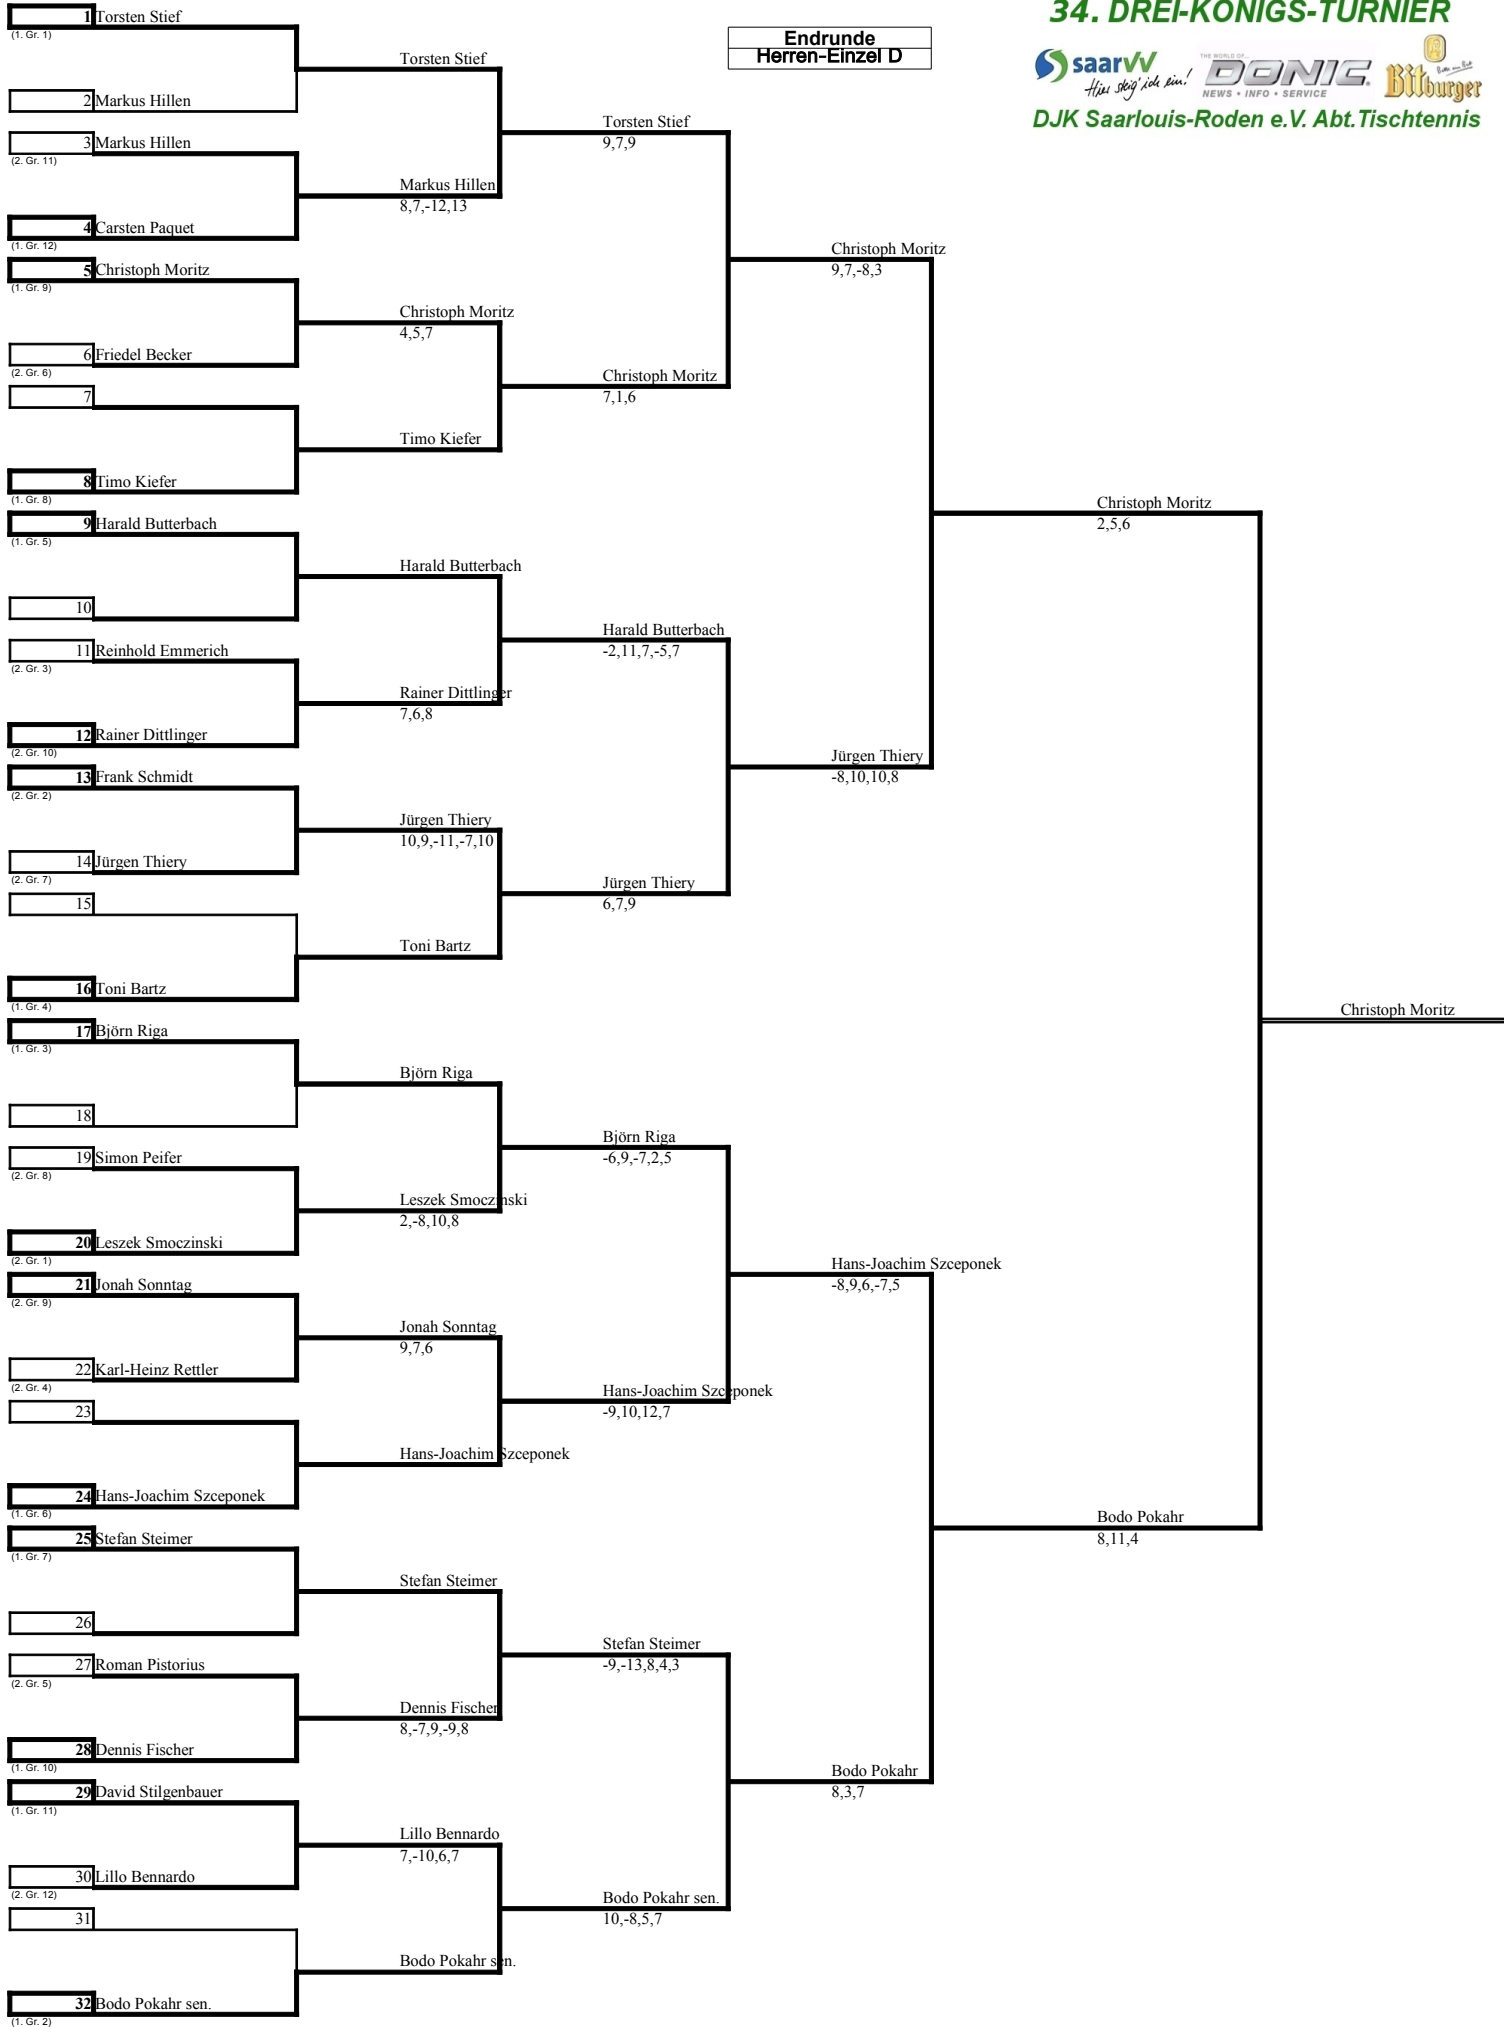 34. DREI-KÖNIGS-TURNIER
Endrunde
Herren-Einzel D
saarVV
Hier steig' ich ein!
THE WORLD OF...
DONIC
NEWS • INFO • SERVICE
Bitte ein Bit
Bitburger
DJK Saarlouis-Roden e.V. Abt.Tischtennis
1 Torsten Stief
(1. Gr. 1)
2 Markus Hillen
3 Markus Hillen
(2. Gr. 11)
4 Carsten Paquet
(1. Gr. 12)
5 Christoph Moritz
(1. Gr. 9)
6 Friedel Becker
(2. Gr. 6)
7
8 Timo Kiefer
(1. Gr. 8)
9 Harald Butterbach
(1. Gr. 5)
10
11 Reinhold Emmerich
(2. Gr. 3)
12 Rainer Dittlinger
(2. Gr. 10)
13 Frank Schmidt
(2. Gr. 2)
14 Jürgen Thiery
(2. Gr. 7)
15
16 Toni Bartz
(1. Gr. 4)
17 Björn Riga
(1. Gr. 3)
18
19 Simon Peifer
(2. Gr. 8)
20 Leszek Smoczinski
(2. Gr. 1)
21 Jonah Sonntag
(2. Gr. 9)
22 Karl-Heinz Rettler
(2. Gr. 4)
23
24 Hans-Joachim Szceponek
(1. Gr. 6)
25 Stefan Steimer
(1. Gr. 7)
26
27 Roman Pistorius
(2. Gr. 5)
28 Dennis Fischer
(1. Gr. 10)
29 David Stilgenbauer
(1. Gr. 11)
30 Lillo Bennardo
(2. Gr. 12)
31
32 Bodo Pokahr sen.
(1. Gr. 2)
Torsten Stief
Markus Hillen
8,7,-12,13
Christoph Moritz
4,5,7
Timo Kiefer
Harald Butterbach
Rainer Dittlinger
7,6,8
Jürgen Thiery
10,9,-11,-7,10
Toni Bartz
Björn Riga
Leszek Smoczinski
2,-8,10,8
Jonah Sonntag
9,7,6
Hans-Joachim Szceponek
Stefan Steimer
Dennis Fischer
8,-7,9,-9,8
Lillo Bennardo
7,-10,6,7
Bodo Pokahr sen.
Torsten Stief
9,7,9
Christoph Moritz
7,1,6
Harald Butterbach
-2,11,7,-5,7
Jürgen Thiery
6,7,9
Björn Riga
-6,9,-7,2,5
Hans-Joachim Szceponek
-9,10,12,7
Stefan Steimer
-9,-13,8,4,3
Bodo Pokahr sen.
10,-8,5,7
Christoph Moritz
9,7,-8,3
Jürgen Thiery
-8,10,10,8
Hans-Joachim Szceponek
-8,9,6,-7,5
Bodo Pokahr
8,3,7
Christoph Moritz
2,5,6
Bodo Pokahr
8,11,4
Christoph Moritz